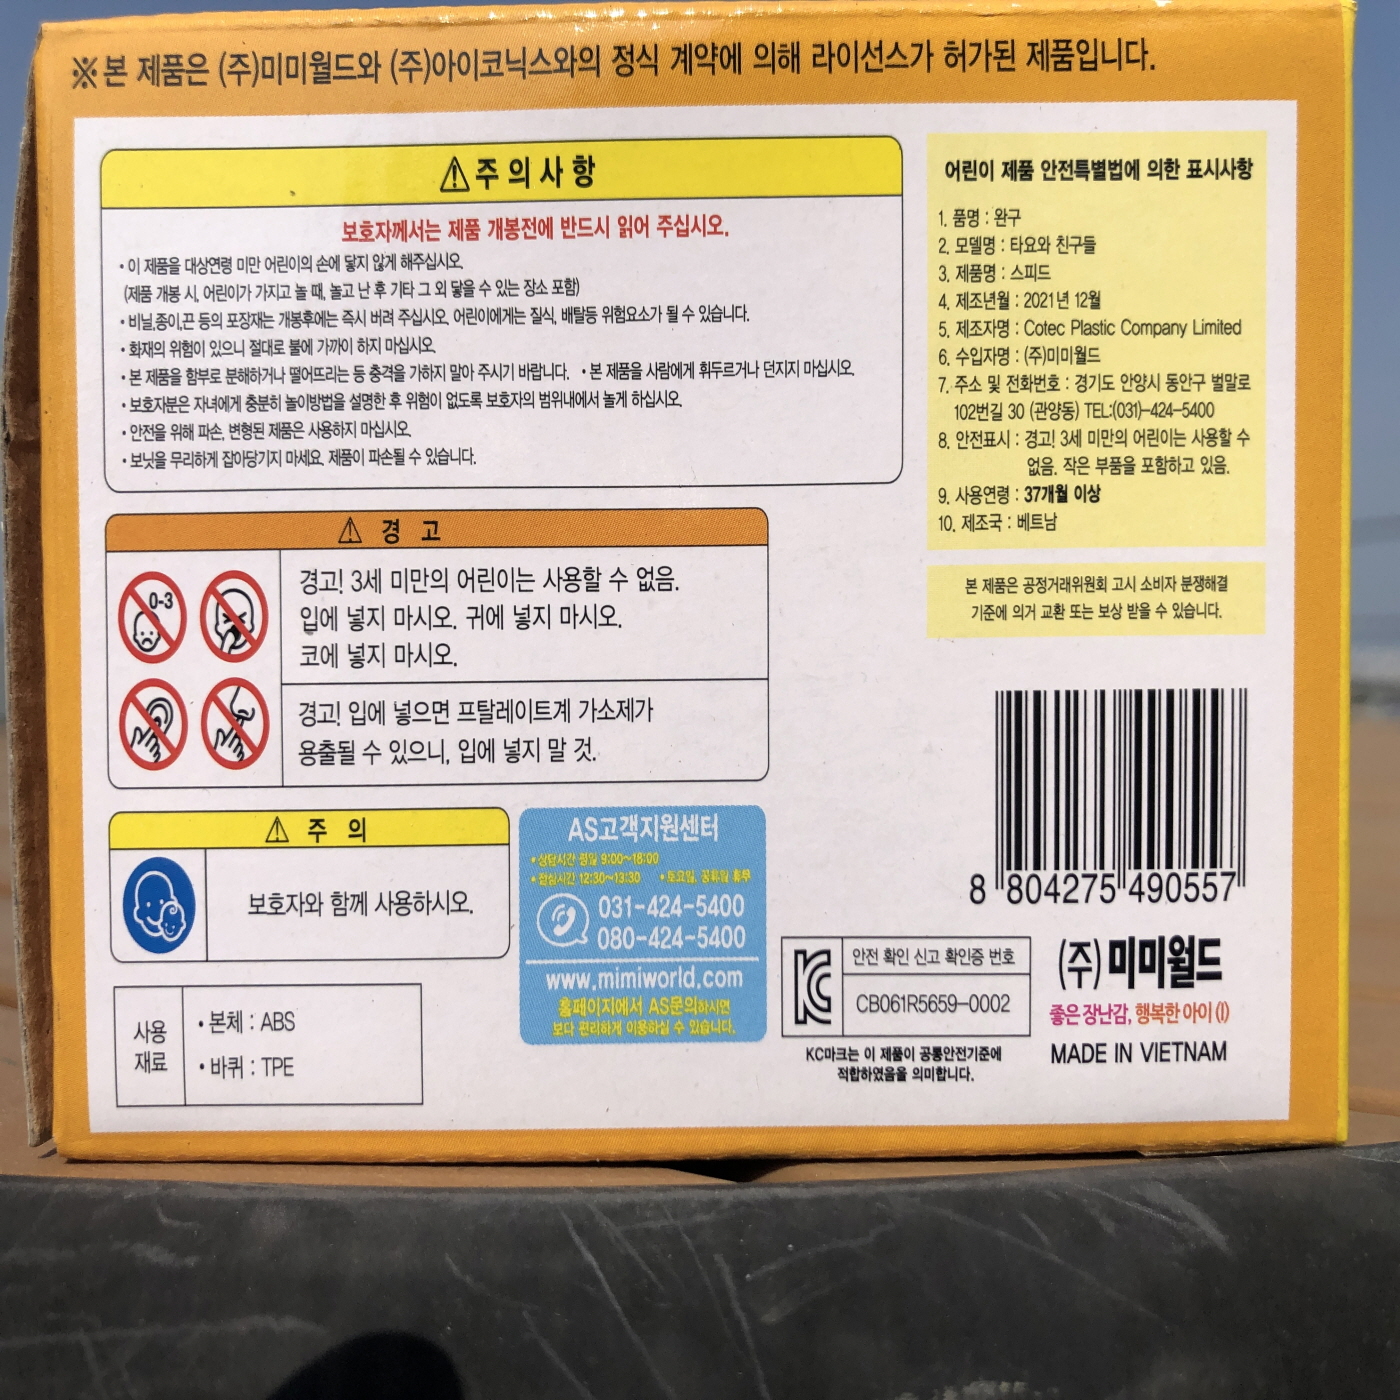 ※본 제품은 (주)미미월드와 (주)아이코닉스와의 정식 계약에 의해 라이선스가 허가된 제품입니다.
⚠주의사항
보호자께서는 제품 개봉전에 반드시 읽어 주십시오.
• 이 제품을 대상연령 미만 어린이의 손에 닿지 않게 해주십시오.
(제품 개봉 시, 어린이가 가지고 놀 때, 놀고 난 후 기타 그 외 닿을 수 있는 장소 포함)
• 비닐,종이,끈 등의 포장재는 개봉후에는 즉시 버려 주십시오. 어린이에게는 질식, 배탈등 위험요소가 될 수 있습니다.
• 화재의 위험이 있으니 절대로 불에 가까이 하지 마십시오.
• 본 제품을 함부로 분해하거나 떨어뜨리는 등 충격을 가하지 말아 주시기 바랍니다. • 본 제품을 사람에게 휘두르거나 던지지 마십시오.
• 보호자분은 자녀에게 충분히 놀이방법을 설명한 후 위험이 없도록 보호자의 범위내에서 놀게 하십시오.
• 안전을 위해 파손, 변형된 제품은 사용하지 마십시오.
• 보닛을 무리하게 잡아당기지 마세요. 제품이 파손될 수 있습니다.
⚠ 경 고
0-3
경고! 3세 미만의 어린이는 사용할 수 없음.
입에 넣지 마시오. 귀에 넣지 마시오.
코에 넣지 마시오.
경고! 입에 넣으면 프탈레이트계 가소제가
용출될 수 있으니, 입에 넣지 말 것.
⚠ 주 의
보호자와 함께 사용하시오.
사용
재료
• 본체 : ABS
• 바퀴 : TPE
AS고객지원센터
• 상담시간 평일 9:00~18:00
• 점심시간 12:30~13:30 • 토요일, 공휴일 휴무
031-424-5400
080-424-5400
www.mimiworld.com
홈페이지에서 AS문의하시면
보다 편리하게 이용하실 수 있습니다.
어린이 제품 안전특별법에 의한 표시사항
1. 품명 : 완구
2. 모델명 : 타요와 친구들
3. 제품명 : 스피드
4. 제조년월 : 2021년 12월
5. 제조자명 : Cotec Plastic Company Limited
6. 수입자명 : (주)미미월드
7. 주소 및 전화번호 : 경기도 안양시 동안구 벌말로
102번길 30 (관양동) TEL:(031)-424-5400
8. 안전표시 : 경고! 3세 미만의 어린이는 사용할 수
없음. 작은 부품을 포함하고 있음.
9. 사용연령 : 37개월 이상
10. 제조국 : 베트남
본 제품은 공정거래위원회 고시 소비자 분쟁해결
기준에 의거 교환 또는 보상 받을 수 있습니다.
8 804275 490557
KC
안전 확인 신고 확인증 번호
CB061R5659-0002
KC마크는 이 제품이 공통안전기준에
적합하였음을 의미합니다.
(주)미미월드
좋은 장난감, 행복한 아이(I)
MADE IN VIETNAM